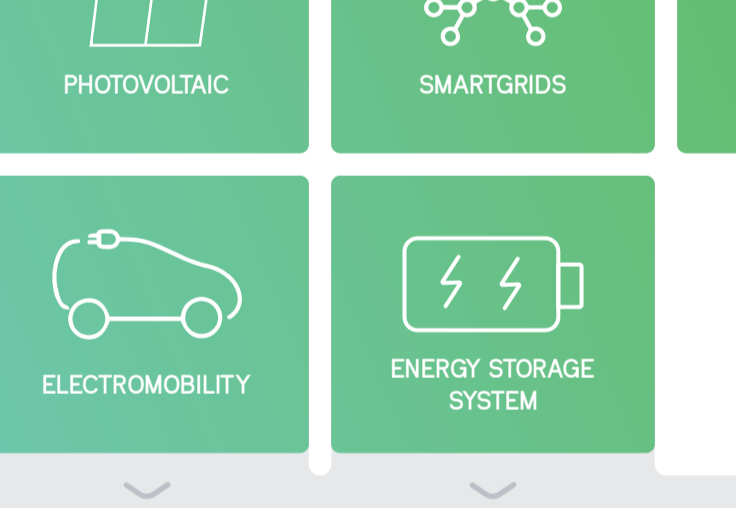 PHOTOVOLTAIC
SMARTGRIDS
ELECTROMOBILITY
ENERGY STORAGE
SYSTEM